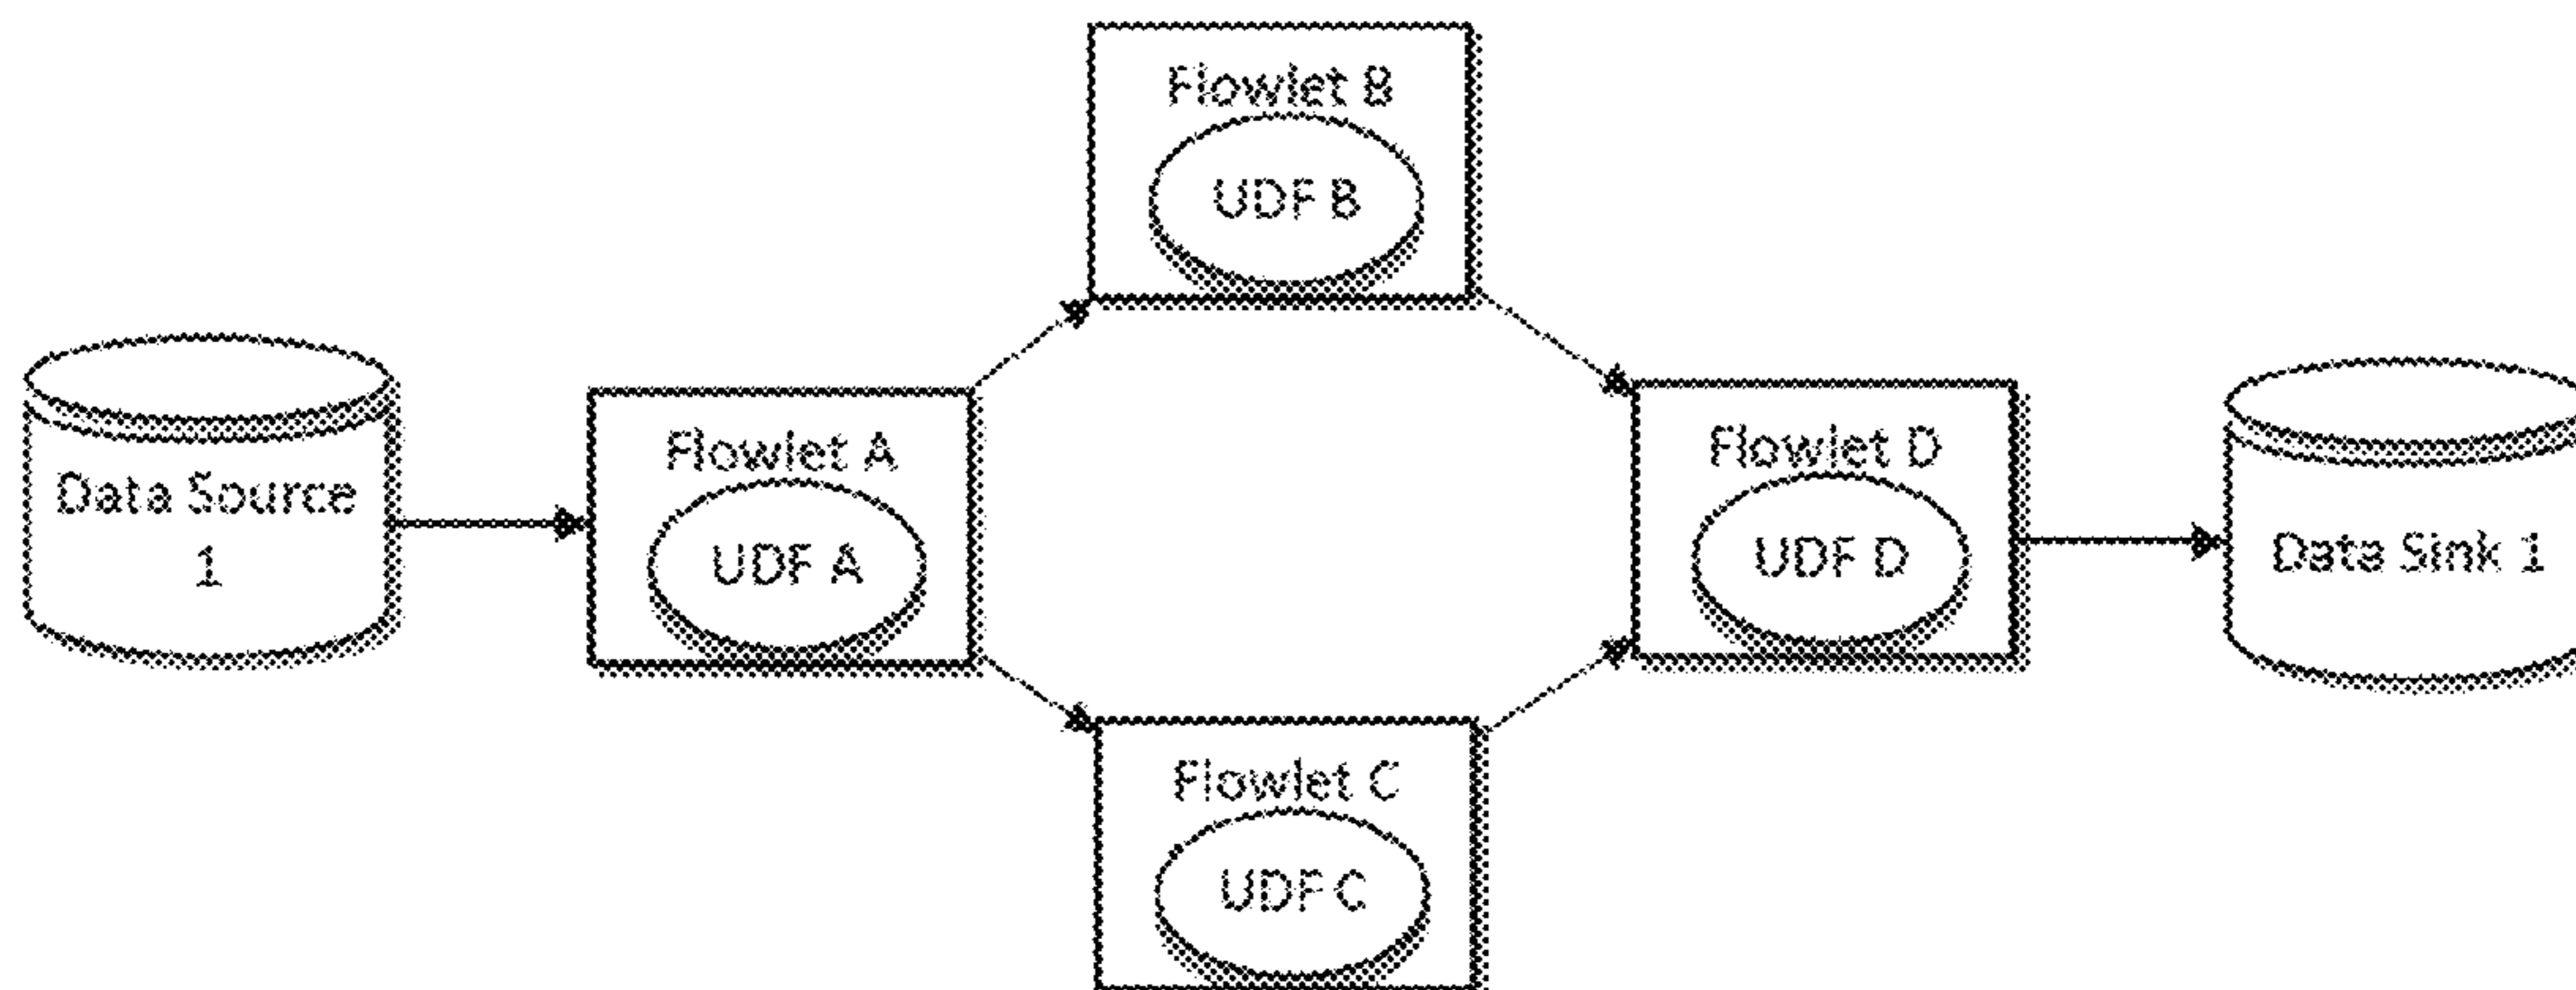 Flowlet B
UDF B
Data Source
1
Flowlet A
UDF A
Flowlet D
UDF D
Data Sink 1
Flowlet C
UDF C